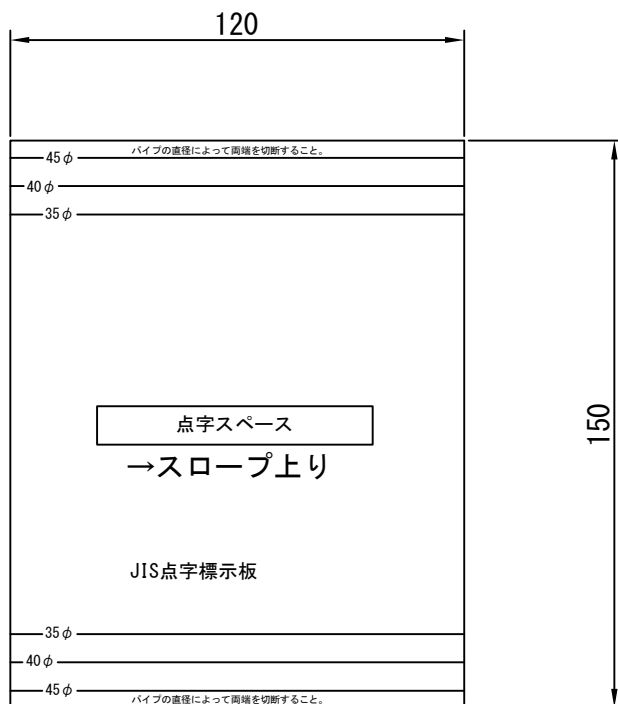 120
パイプの直径によって両端を切断すること。
45φ
40φ
35φ
点字スペース
→スロープ上り
150
JIS点字標示板
35φ
40φ
45φ
パイプの直径によって両端を切断すること。